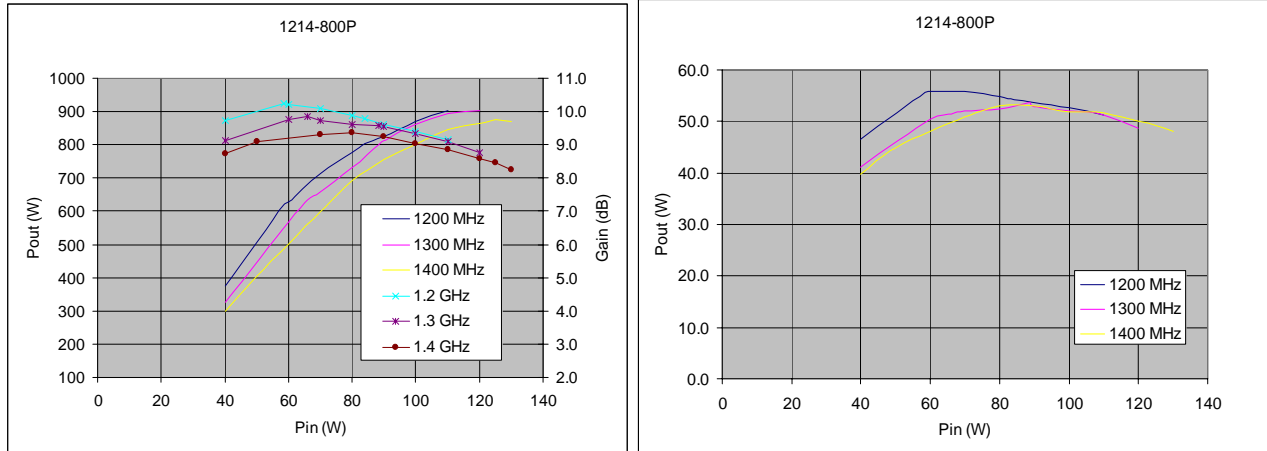 1214-800P
Pout (W)
1000
900
800
700
600
500
400
300
200
100
11.0
10.0
9.0
8.0
7.0
6.0
5.0
4.0
3.0
2.0
Gain (dB)
1200 MHz
1300 MHz
1400 MHz
1.2 GHz
1.3 GHz
1.4 GHz
0 20 40 60 80 100 120 140
Pin (W)
1214-800P
Pout (W)
60.0
50.0
40.0
30.0
20.0
10.0
0.0
1200 MHz
1300 MHz
1400 MHz
0 20 40 60 80 100 120 140
Pin (W)